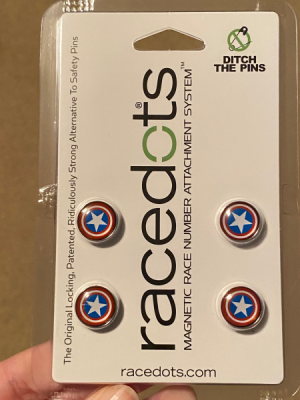 DITCH
THE PINS
The Original Locking, Patented, Ridiculously Strong Alternative To Safety Pins
racedots®
MAGNETIC RACE NUMBER ATTACHMENT SYSTEM™
racedots.com